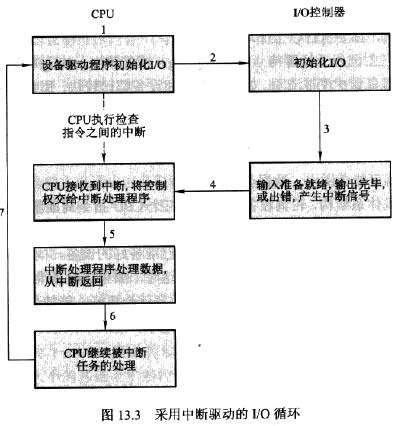 CPU
I/O控制器
1
设备驱动程序初始化I/O
2
初始化I/O
CPU执行检查
指令之间的中断
3
CPU接收到中断,将控制
权交给中断处理程序
4
输入准备就绪,输出完毕,
或出错,产生中断信号
7
5
中断处理程序处理数据,
从中断返回
6
CPU继续被中断
任务的处理
图 13.3 采用中断驱动的 I/O 循环